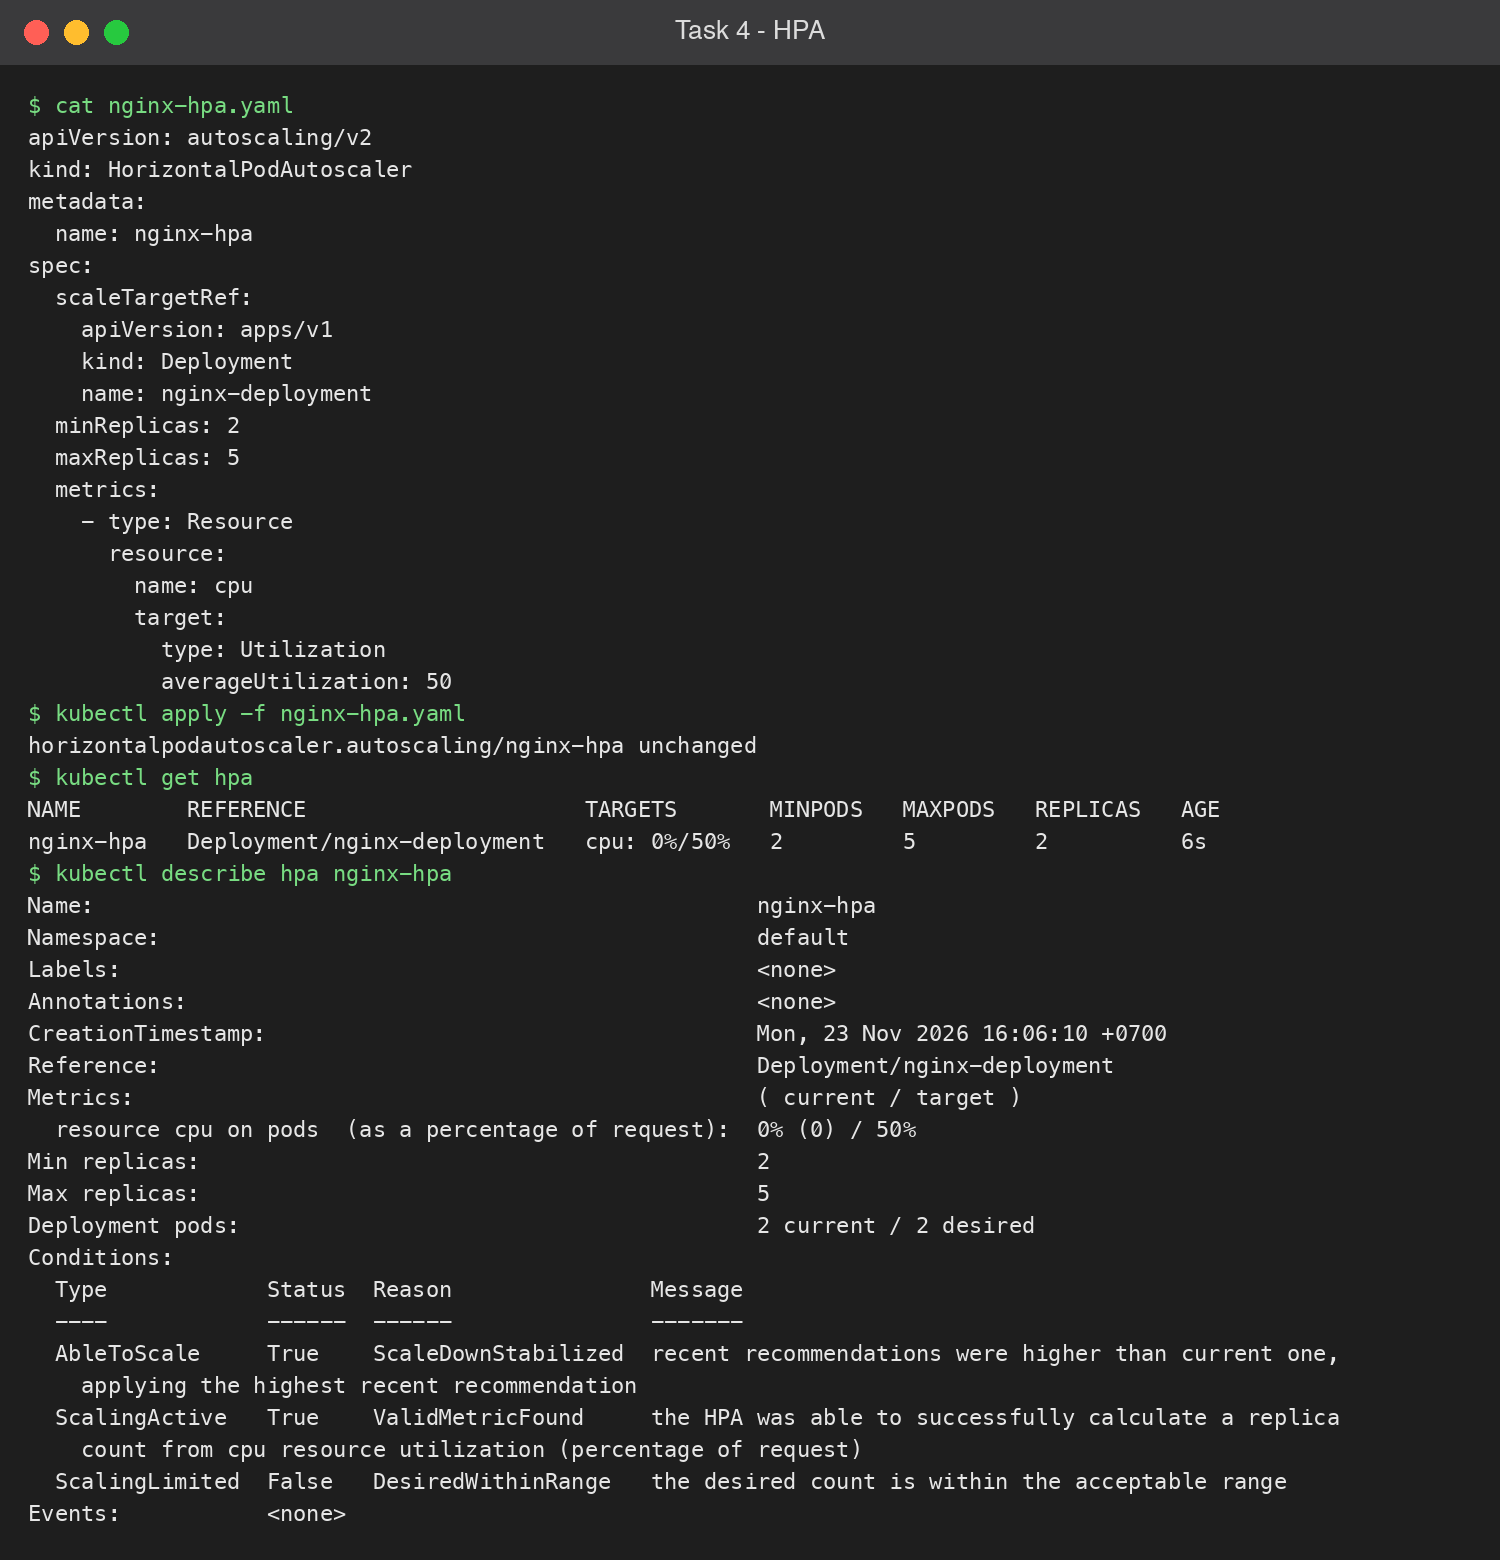 Task 4 - HPA
$ cat nginx-hpa.yaml
apiVersion: autoscaling/v2
kind: HorizontalPodAutoscaler
metadata:
  name: nginx-hpa
spec:
  scaleTargetRef:
    apiVersion: apps/v1
    kind: Deployment
    name: nginx-deployment
  minReplicas: 2
  maxReplicas: 5
  metrics:
    - type: Resource
      resource:
        name: cpu
        target:
          type: Utilization
          averageUtilization: 50
$ kubectl apply -f nginx-hpa.yaml
horizontalpodautoscaler.autoscaling/nginx-hpa unchanged
$ kubectl get hpa
NAME        REFERENCE                     TARGETS       MINPODS   MAXPODS   REPLICAS   AGE
nginx-hpa   Deployment/nginx-deployment   cpu: 0%/50%   2         5         2          6s
$ kubectl describe hpa nginx-hpa
Name:                                                  nginx-hpa
Namespace:                                             default
Labels:                                                <none>
Annotations:                                           <none>
CreationTimestamp:                                     Mon, 23 Nov 2026 16:06:10 +0700
Reference:                                             Deployment/nginx-deployment
Metrics:                                               ( current / target )
  resource cpu on pods  (as a percentage of request):  0% (0) / 50%
Min replicas:                                          2
Max replicas:                                          5
Deployment pods:                                       2 current / 2 desired
Conditions:
  Type            Status  Reason               Message
  ----            ------  ------               -------
  AbleToScale     True    ScaleDownStabilized  recent recommendations were higher than current one,
    applying the highest recent recommendation
  ScalingActive   True    ValidMetricFound     the HPA was able to successfully calculate a replica
    count from cpu resource utilization (percentage of request)
  ScalingLimited  False   DesiredWithinRange   the desired count is within the acceptable range
Events:           <none>